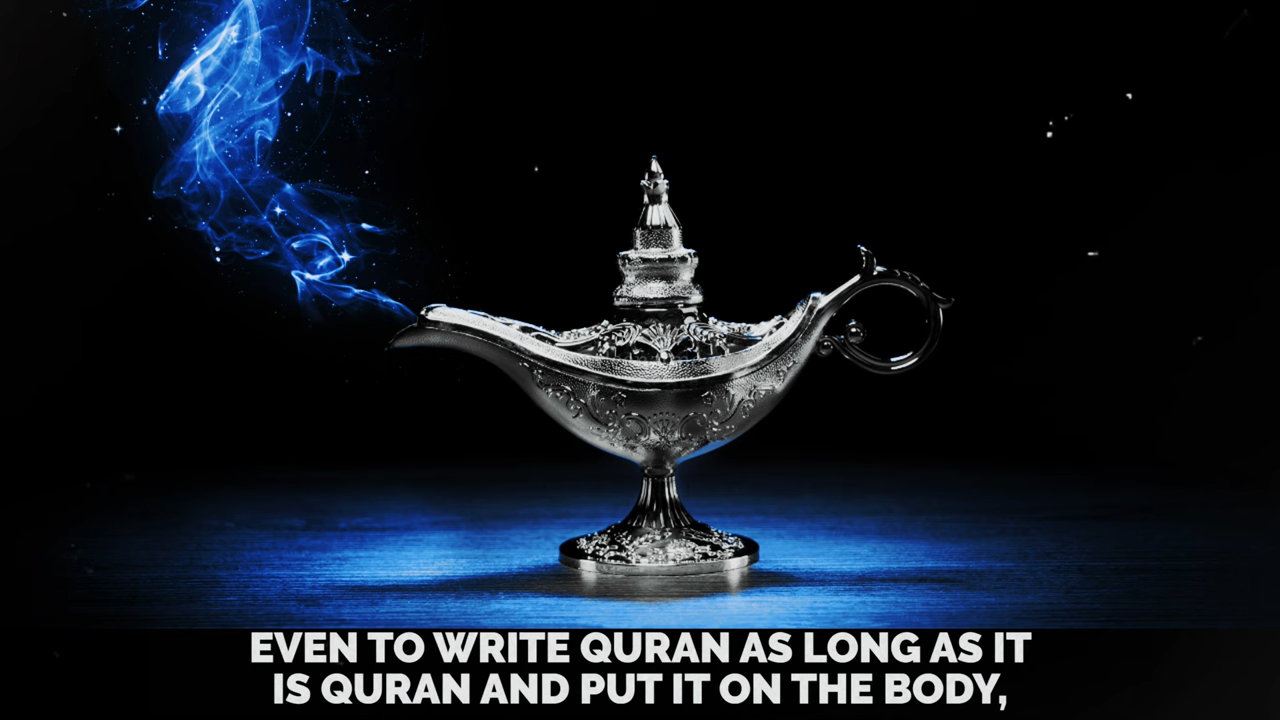 EVEN TO WRITE QURAN AS LONG AS IT
IS QURAN AND PUT IT ON THE BODY,